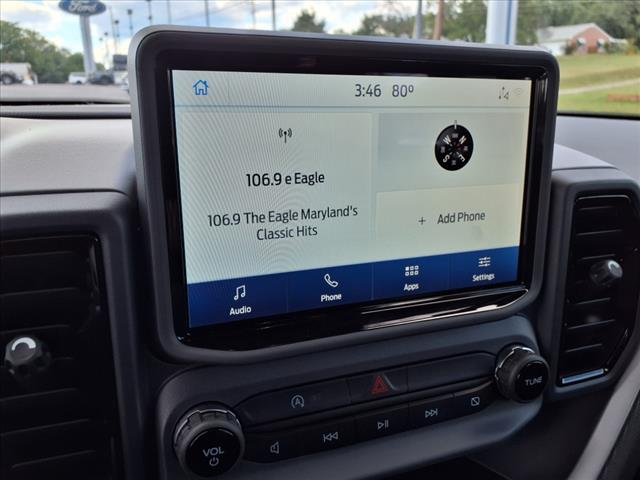 Ford
3:46 80°
106.9 e Eagle
106.9 The Eagle Maryland's
Classic Hits
N
E
S
W
+ Add Phone
Audio
Phone
Apps
Settings
VOL
TUNE